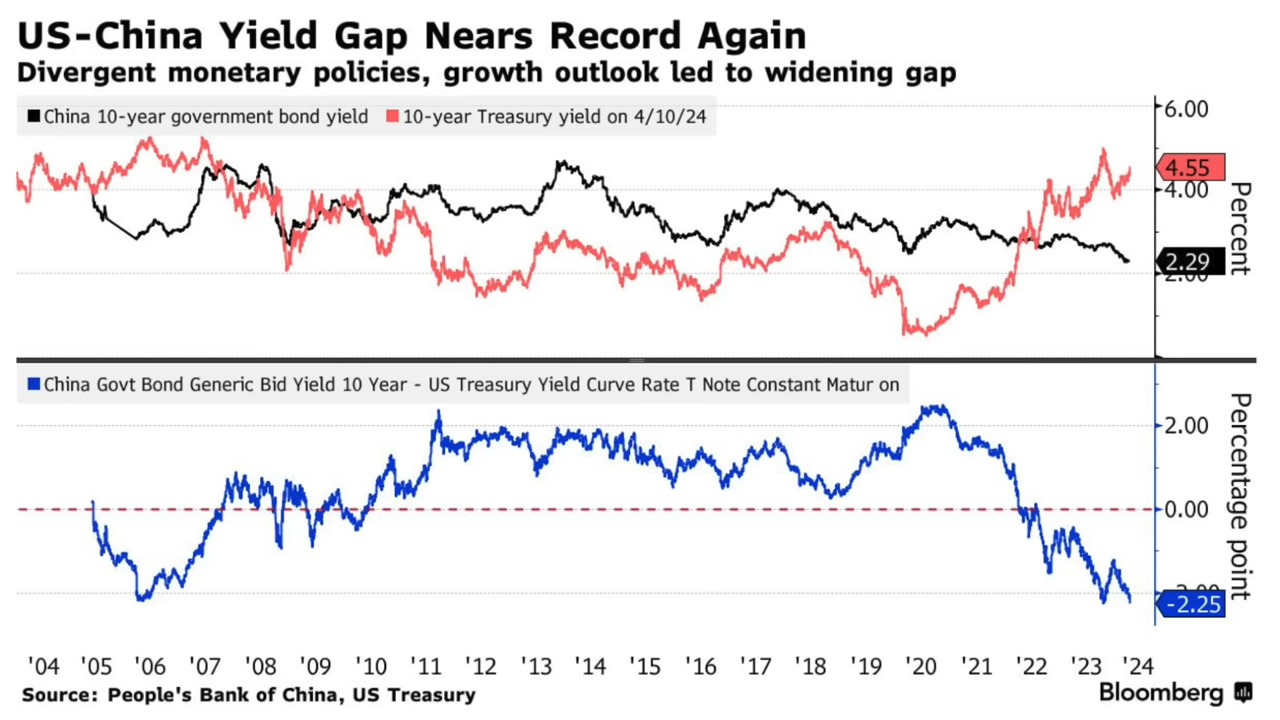 US-China Yield Gap Nears Record Again
Divergent monetary policies, growth outlook led to widening gap
China 10-year government bond yield 10-year Treasury yield on 4/10/24
6.00
4.55
4.00
2.29
2.00
Percent
China Govt Bond Generic Bid Yield 10 Year - US Treasury Yield Curve Rate T Note Constant Matur on
2.00
0.00
-2.00
-2.25
Percentage point
'04 '05 '06 '07 '08 '09 '10 '11 '12 '13 '14 '15 '16 '17 '18 '19 '20 '21 '22 '23 '24
Source: People's Bank of China, US Treasury
Bloomberg